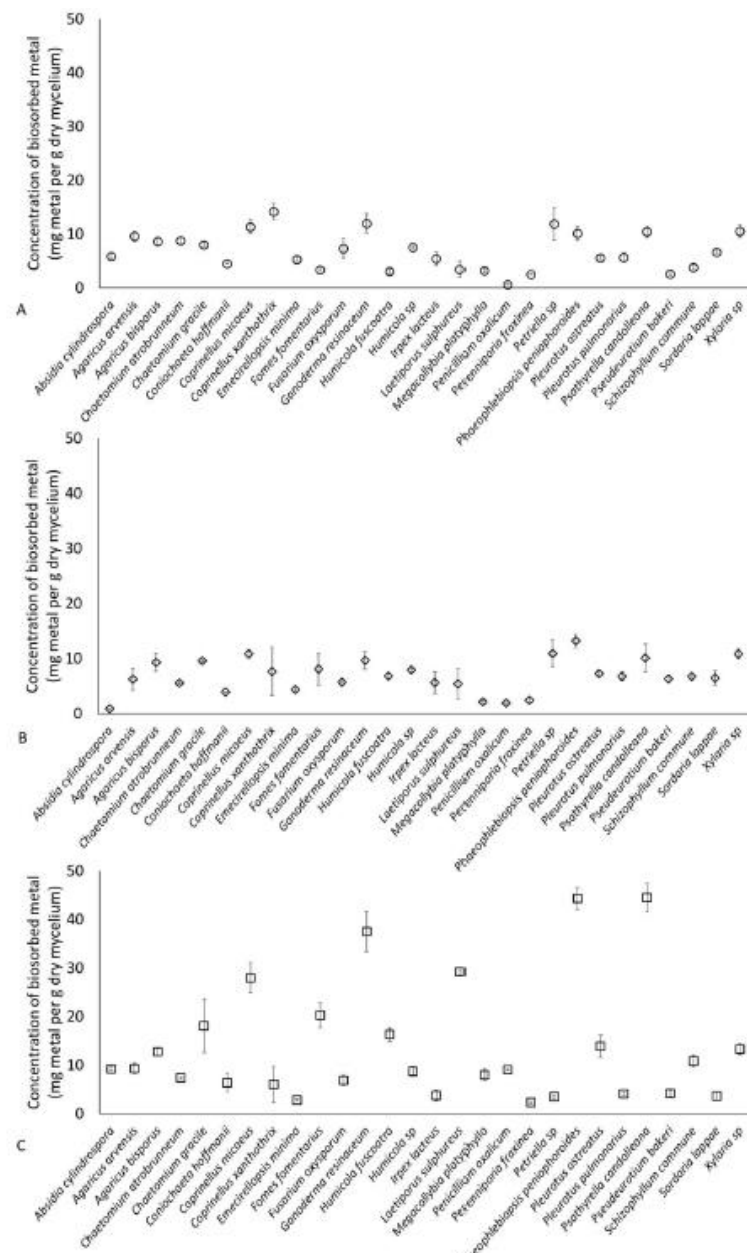 Concentration of biosorbed metal
(mg metal per g dry mycelium)
50
40
30
20
10
0
A
Absidia cylindrospora
Agaricus arvensis
Agaricus bisporus
Chaetomium atrobrunneum
Chaetomium gracile
Coniochaeta hoffmanii
Coprinellus micaeus
Coprinellus xanthothrix
Emecirellopsis minima
Fomes fomentarius
Fusarium oxysporum
Ganoderma resinaceum
Humicola fuscoatra
Humicola sp
Irpex lacteus
Laetiporus sulphureus
Megacollybia platyphylla
Penicillium oxalicum
Perenniporia fraxinea
Petriella sp
Phaeophlebiopsis peniophoroides
Pleurotus ostreatus
Pleurotus pulmonarius
Psathyrella candolleana
Pseudeurotium bakeri
Schizophyllum commune
Sordaria lappae
Xylaria sp
Concentration of biosorbed metal
(mg metal per g dry mycelium)
50
40
30
20
10
0
B
Absidia cylindrospora
Agaricus arvensis
Agaricus bisporus
Chaetomium atrobrunneum
Chaetomium gracile
Coniochaeta hoffmanii
Coprinellus micaeus
Coprinellus xanthothrix
Emecirellopsis minima
Fomes fomentarius
Fusarium oxysporum
Ganoderma resinaceum
Humicola fuscoatra
Humicola sp
Irpex lacteus
Laetiporus sulphureus
Megacollybia platyphylla
Penicillium oxalicum
Perenniporia fraxinea
Petriella sp
Phaeophlebiopsis peniophoroides
Pleurotus ostreatus
Pleurotus pulmonarius
Psathyrella candolleana
Pseudeurotium bakeri
Schizophyllum commune
Sordaria lappae
Xylaria sp
Concentration of biosorbed metal
(mg metal per g dry mycelium)
50
40
30
20
10
0
C
Absidia cylindrospora
Agaricus arvensis
Agaricus bisporus
Chaetomium atrobrunneum
Chaetomium gracile
Coniochaeta hoffmanii
Coprinellus micaeus
Coprinellus xanthothrix
Emecirellopsis minima
Fomes fomentarius
Fusarium oxysporum
Ganoderma resinaceum
Humicola fuscoatra
Humicola sp
Irpex lacteus
Laetiporus sulphureus
Megacollybia platyphylla
Penicillium oxalicum
Perenniporia fraxinea
Petriella sp
peniophoroides
Pleurotus ostreatus
Pleurotus pulmonarius
Psathyrella candolleana
Pseudeurotium bakeri
Schizophyllum commune
Sordaria lappae
Xylaria sp